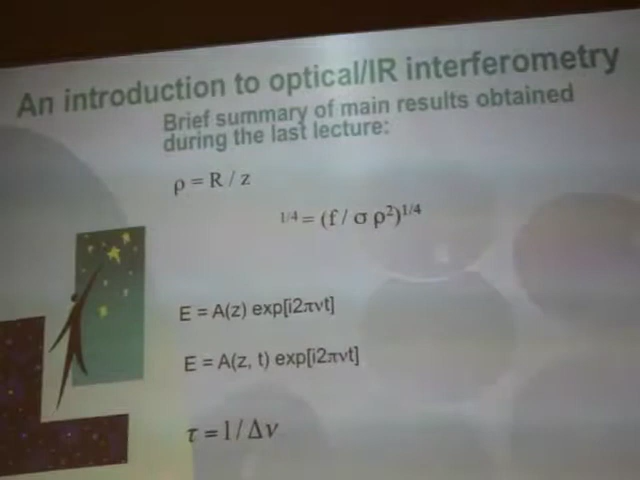 An introduction to optical/IR interferometry
Brief summary of main results obtained
during the last lecture:
ρ = R / z
1/4 = (f / σ ρ²)^1/4
E = A(z) exp[i2πνt]
E = A(z, t) exp[i2πνt]
τ = 1/ Δν